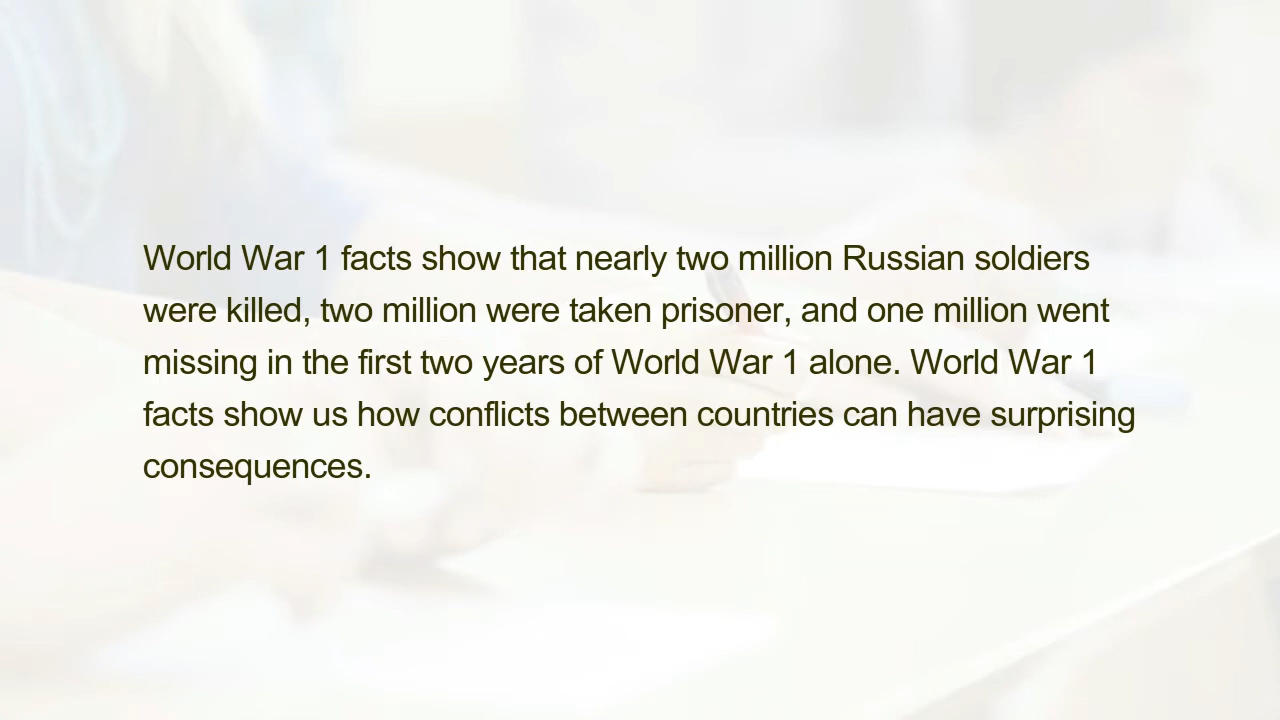 World War 1 facts show that nearly two million Russian soldiers
were killed, two million were taken prisoner, and one million went
missing in the first two years of World War 1 alone. World War 1
facts show us how conflicts between countries can have surprising
consequences.